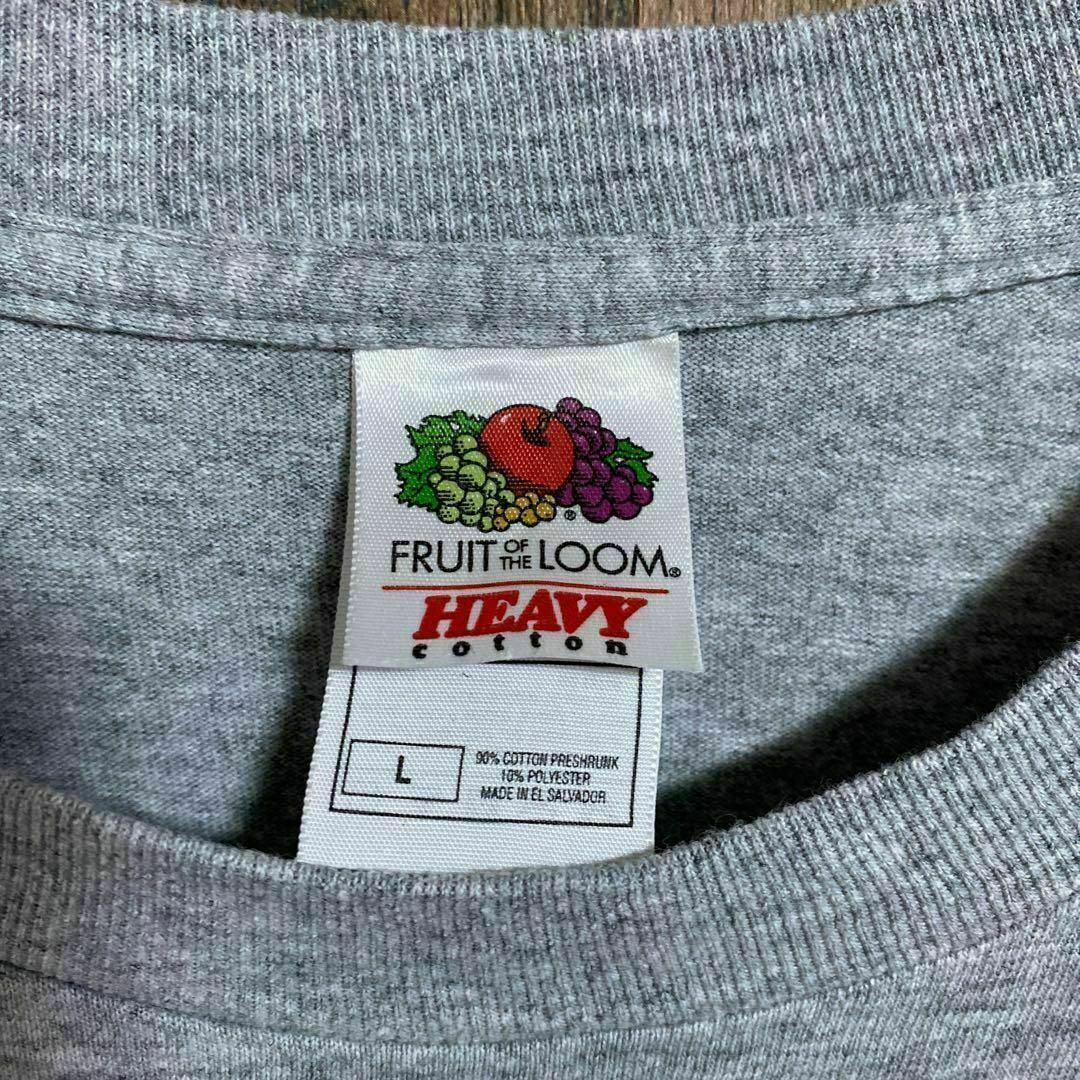 ®
FRUIT OF THE LOOM®
HEAVY
cotton
L
90% COTTON PRESHRUNK
10% POLYESTER
MADE IN EL SALVADOR